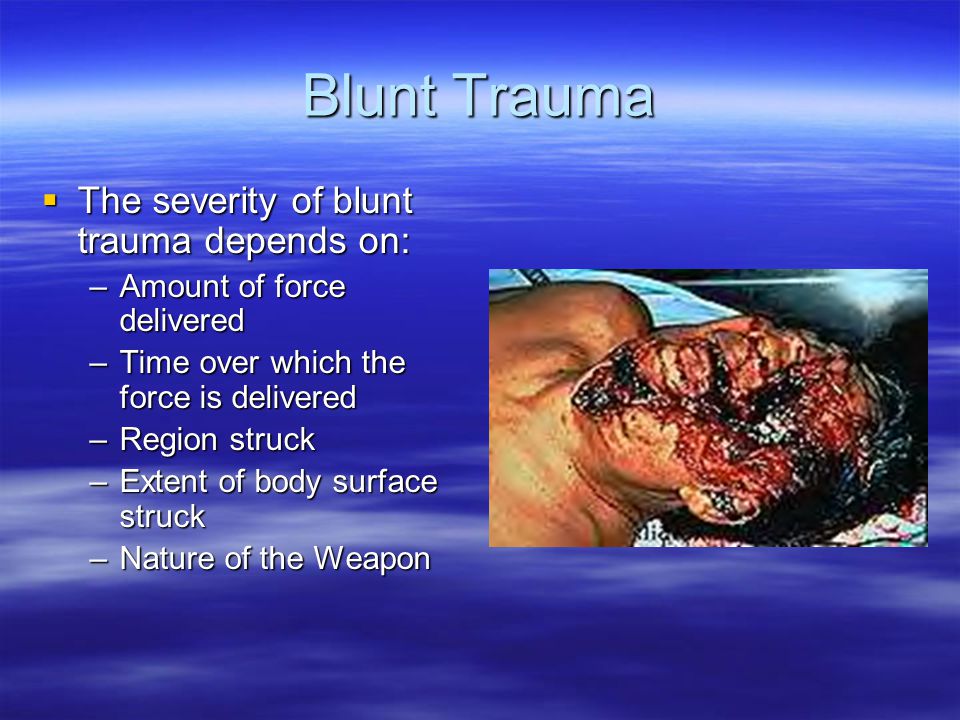 Blunt Trauma
▪ The severity of blunt
trauma depends on:
– Amount of force
delivered
– Time over which the
force is delivered
– Region struck
– Extent of body surface
struck
– Nature of the Weapon